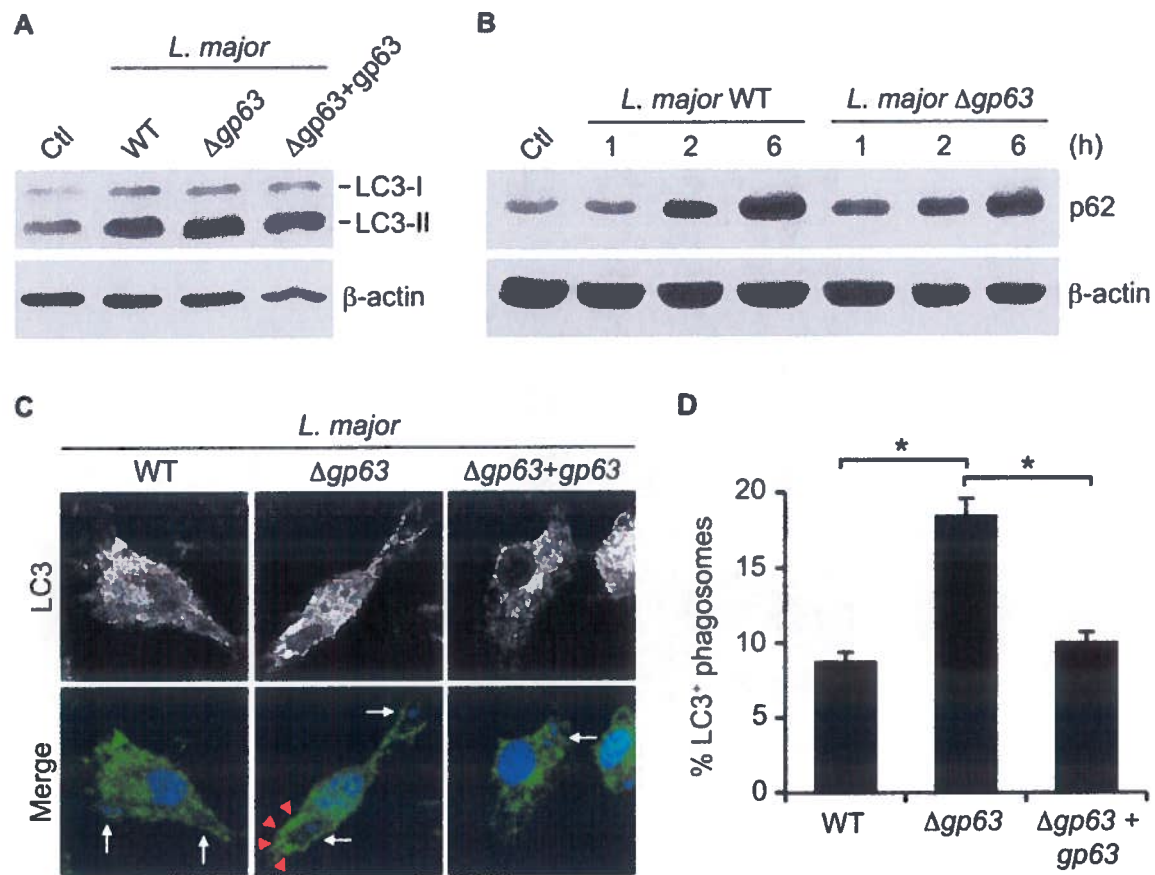 A
L. major
Ctl WT Δgp63 Δgp63+gp63
-LC3-I
-LC3-II
β-actin
B
L. major WT L. major Δgp63
Ctl 1 2 6 1 2 6 (h)
p62
β-actin
C
L. major
WT Δgp63 Δgp63+gp63
LC3
Merge
D
* *
% LC3⁺ phagosomes
20
15
10
5
0
WT Δgp63 Δgp63 +
gp63